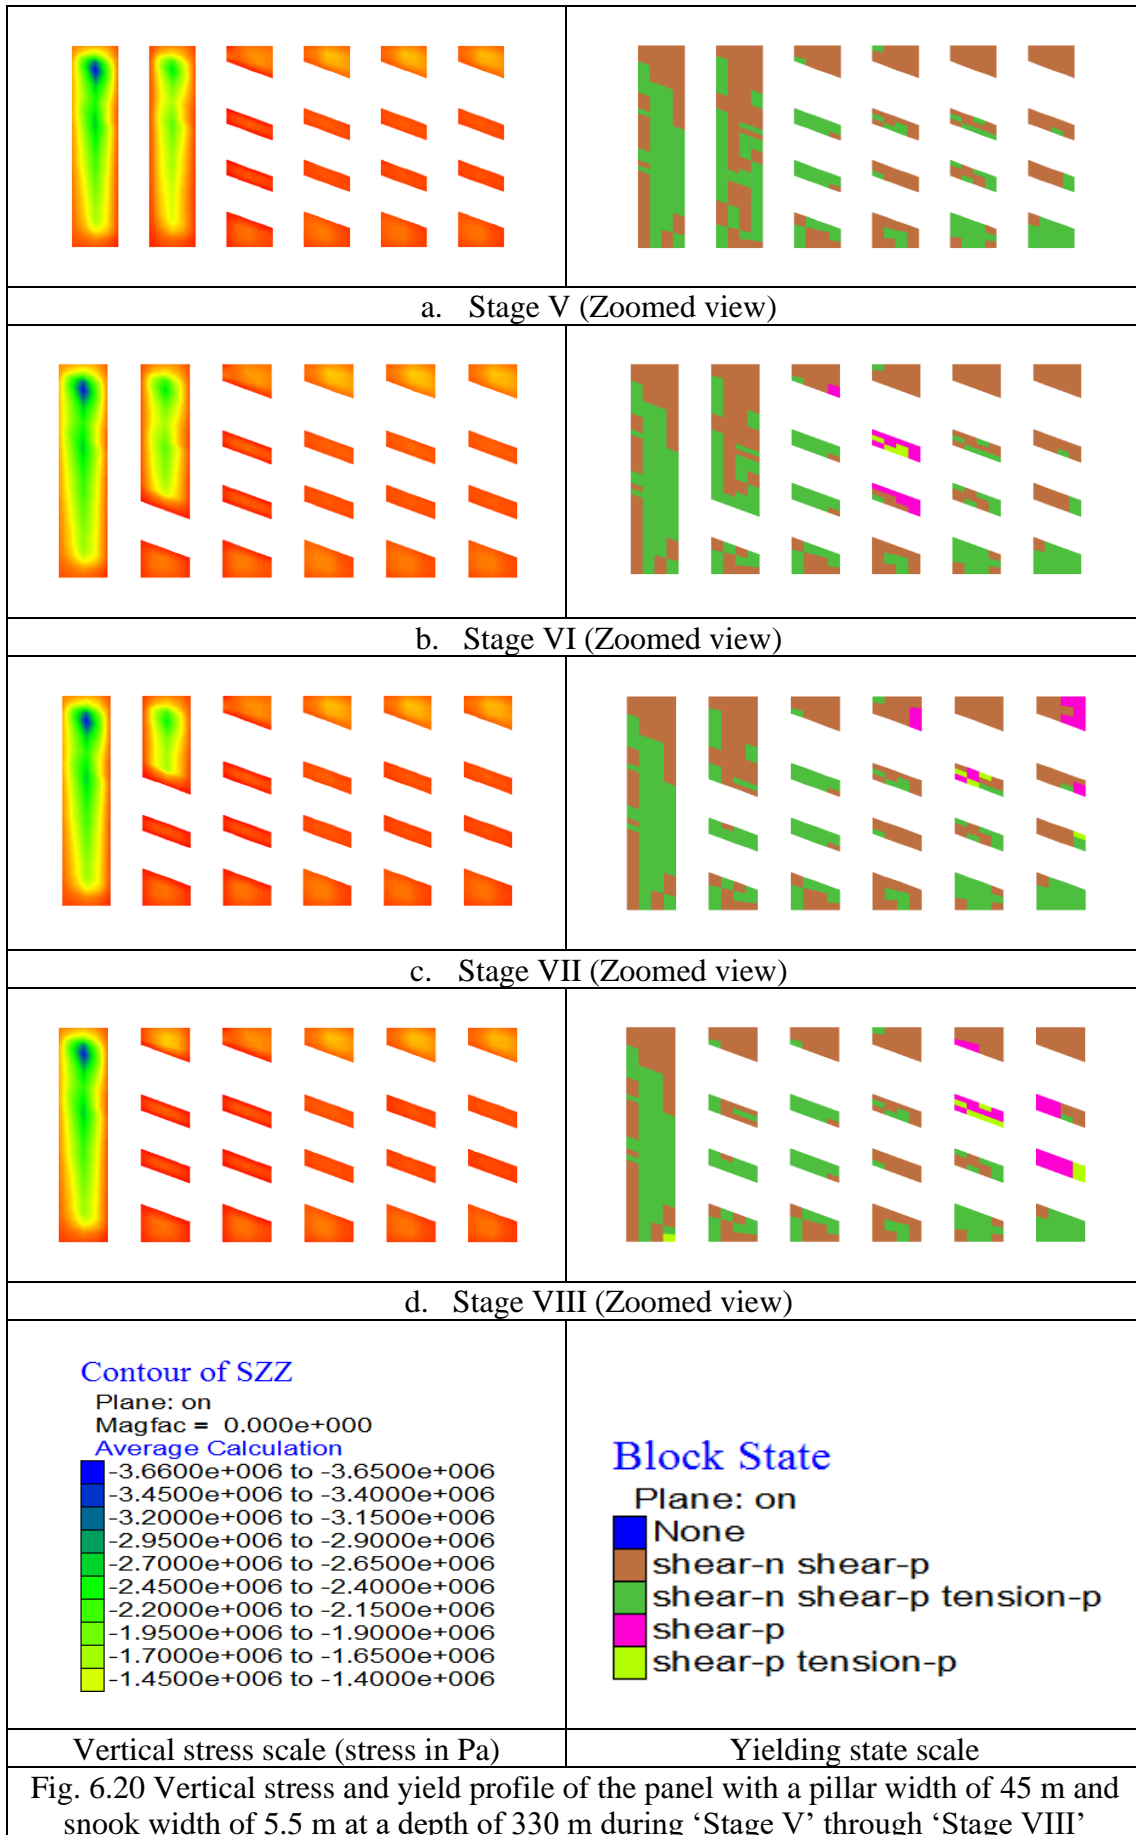 a. Stage V (Zoomed view)
b. Stage VI (Zoomed view)
c. Stage VII (Zoomed view)
d. Stage VIII (Zoomed view)
Contour of SZZ
Plane: on
Magfac = 0.000e+000
Average Calculation
-3.6600e+006 to -3.6500e+006
-3.4500e+006 to -3.4000e+006
-3.2000e+006 to -3.1500e+006
-2.9500e+006 to -2.9000e+006
-2.7000e+006 to -2.6500e+006
-2.4500e+006 to -2.4000e+006
-2.2000e+006 to -2.1500e+006
-1.9500e+006 to -1.9000e+006
-1.7000e+006 to -1.6500e+006
-1.4500e+006 to -1.4000e+006
Block State
Plane: on
None
shear-n shear-p
shear-n shear-p tension-p
shear-p
shear-p tension-p
Vertical stress scale (stress in Pa)
Yielding state scale
Fig. 6.20 Vertical stress and yield profile of the panel with a pillar width of 45 m and
snook width of 5.5 m at a depth of 330 m during ‘Stage V’ through ‘Stage VIII’